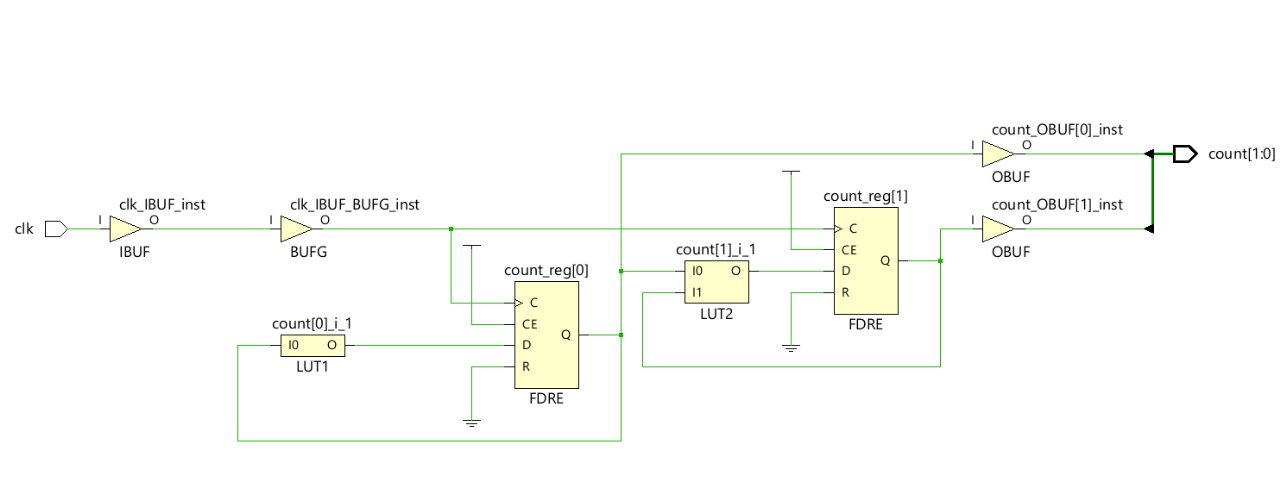 count_OBUF[0]_inst
I O
OBUF
count[1:0]
count_reg[1]
clk_IBUF_inst
clk_IBUF_BUFG_inst
count_OBUF[1]_inst
clk
I O
IBUF
I O
BUFG
C
CE
D
R
Q
FDRE
I O
OBUF
count[1]_i_1
I0 O
I1
LUT2
count_reg[0]
C
CE
D
R
Q
FDRE
count[0]_i_1
I0 O
LUT1